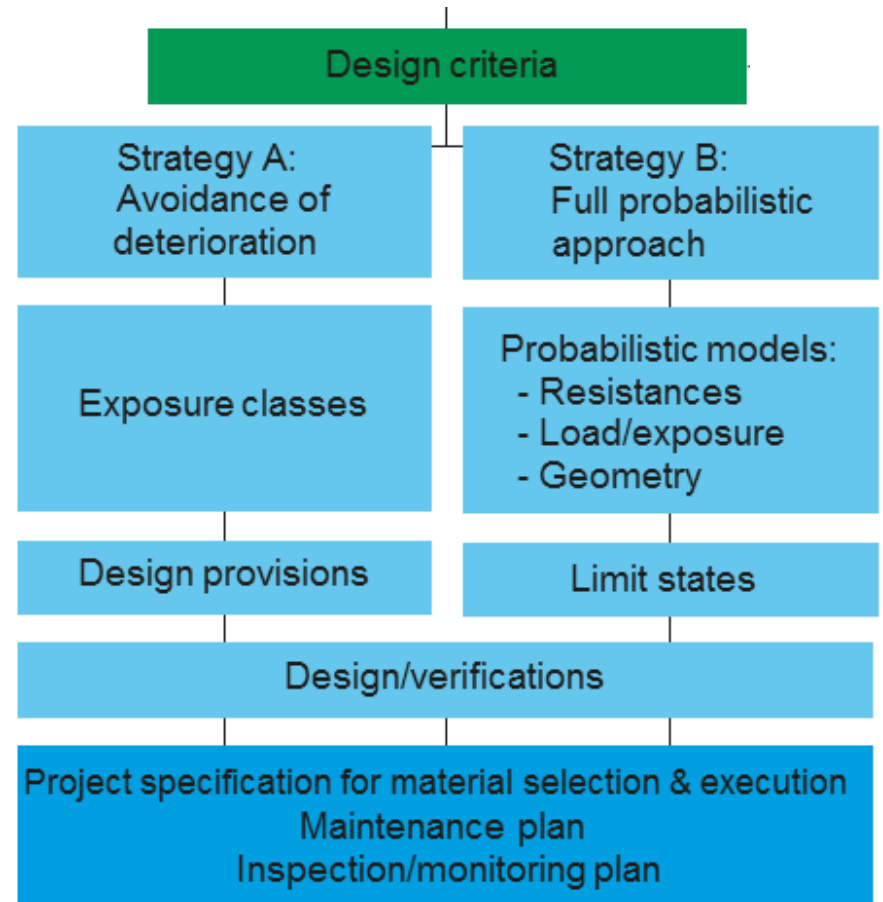 Design criteria
Strategy A:
Avoidance of
deterioration
Strategy B:
Full probabilistic
approach
Exposure classes
Probabilistic models:
- Resistances
- Load/exposure
- Geometry
Design provisions
Limit states
Design/verifications
Project specification for material selection & execution
Maintenance plan
Inspection/monitoring plan